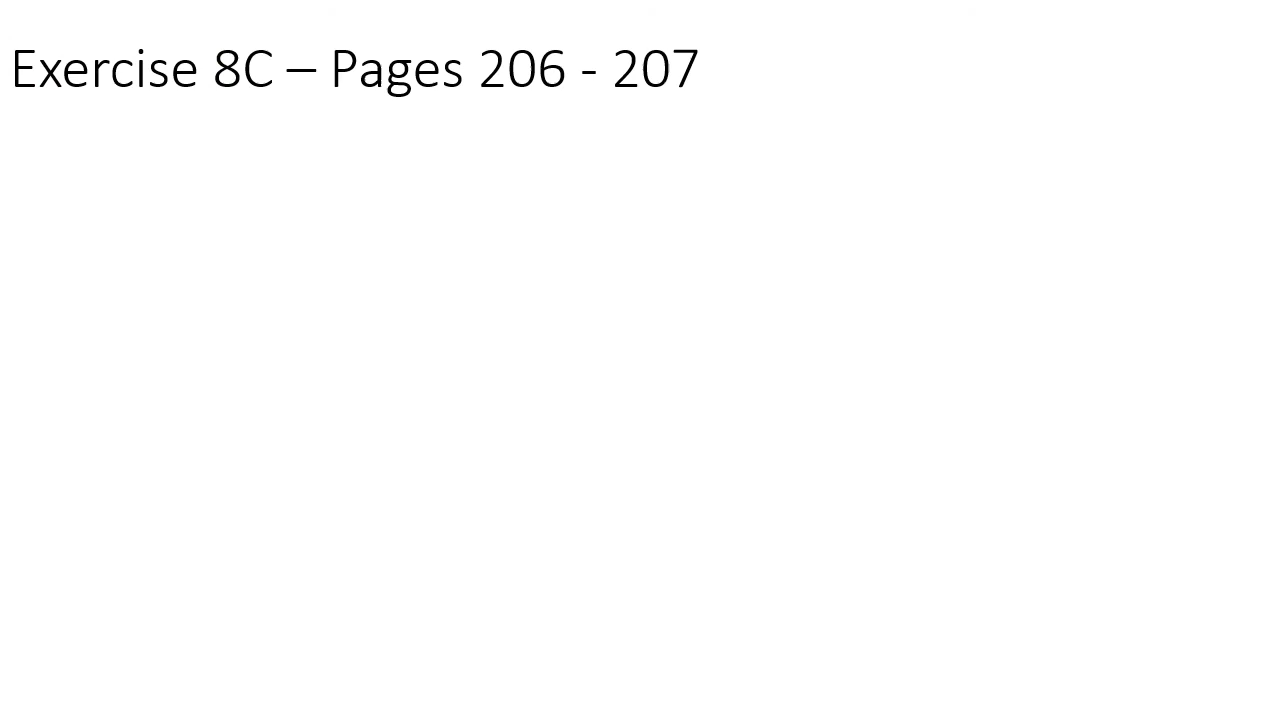 Exercise 8C – Pages 206 - 207